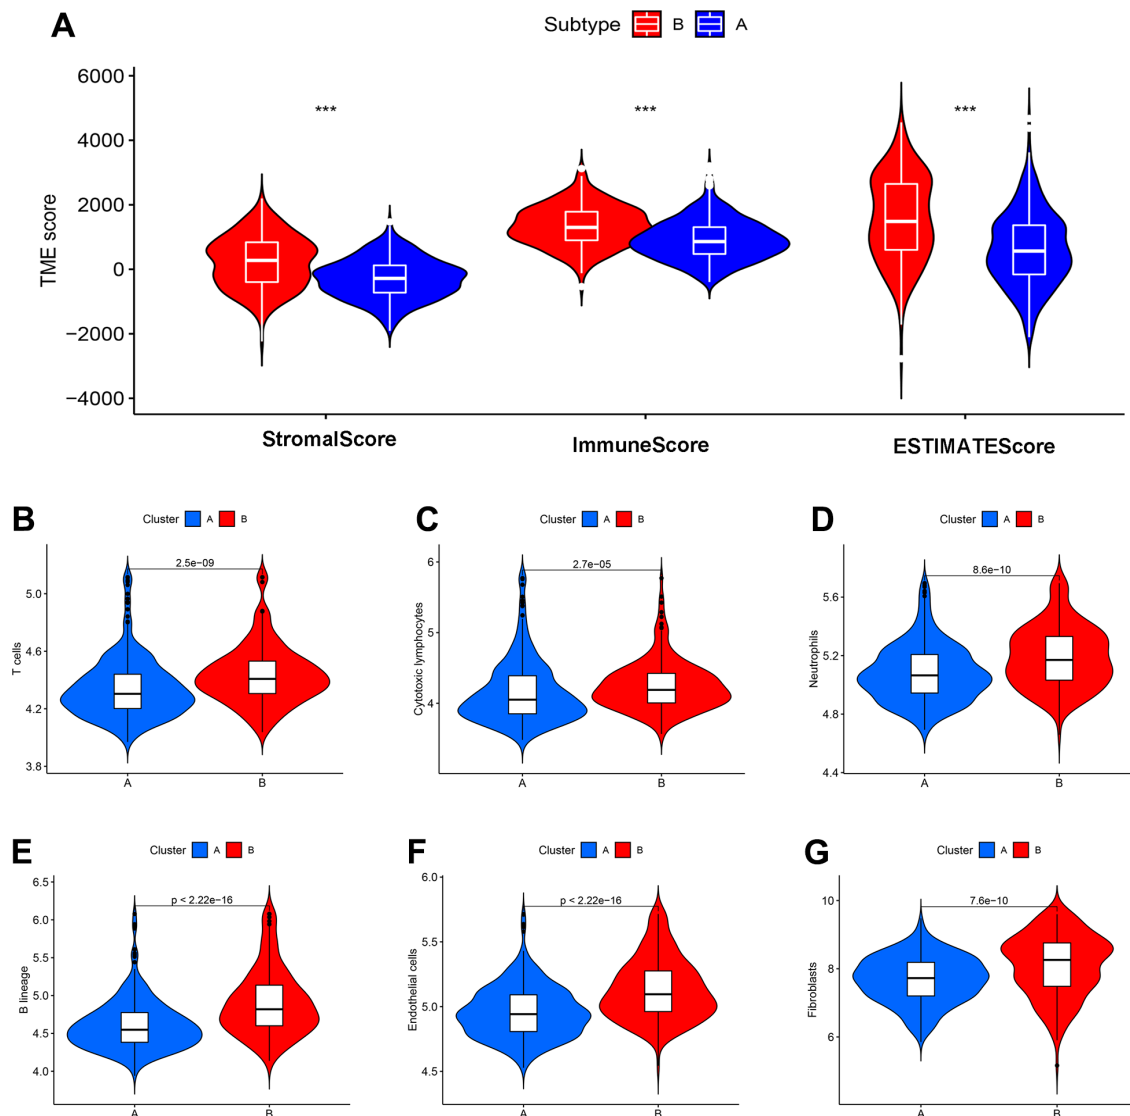 A
Subtype B A
TME score
6000
4000
2000
0
−2000
−4000
***
***
***
StromalScore
ImmuneScore
ESTIMATEScore
B
Cluster A B
T cells
5.0
4.6
4.2
3.8
2.5e−09
A
B
C
Cluster A B
Cytotoxic lymphocytes
6
5
4
2.7e−05
A
B
D
Cluster A B
Neutrophils
5.6
5.2
4.8
4.4
8.6e−10
A
B
E
Cluster A B
B lineage
6.5
6.0
5.5
5.0
4.5
4.0
p < 2.22e−16
A
B
F
Cluster A B
Endothelial cells
6.0
5.5
5.0
4.5
p < 2.22e−16
A
B
G
Cluster A B
Fibroblasts
10
8
6
7.6e−10
A
B